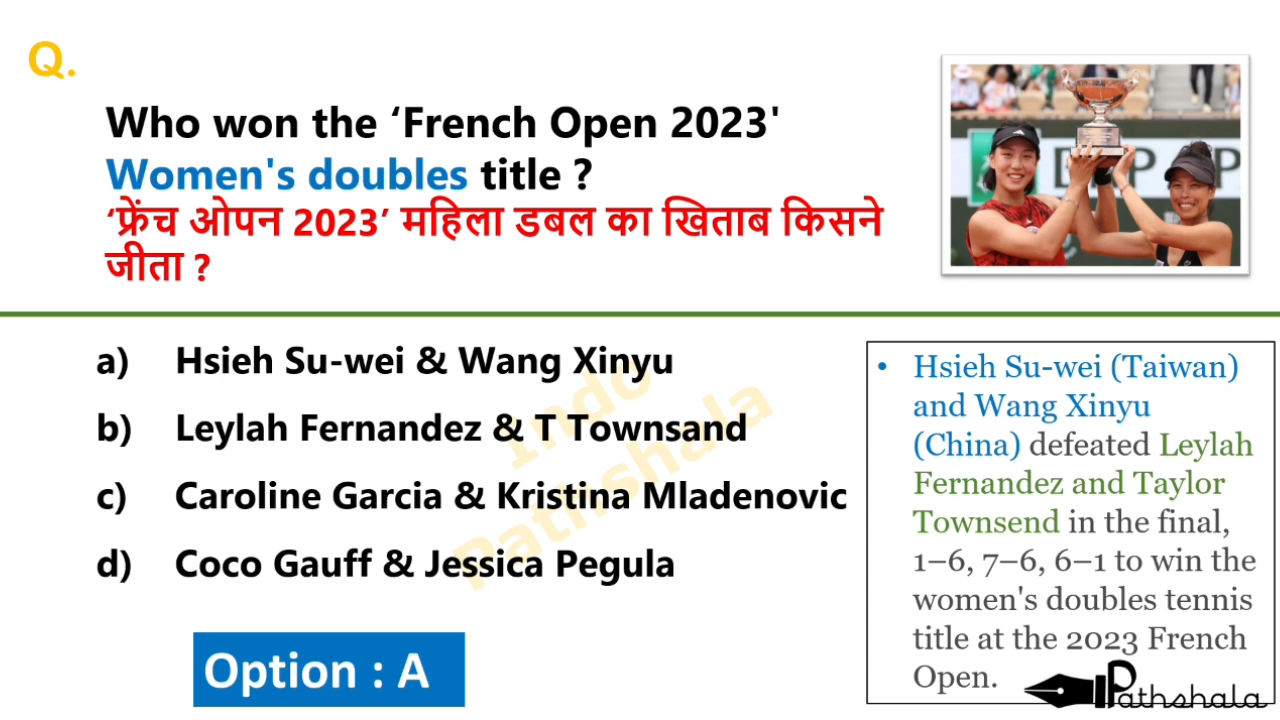 Q.
Who won the ‘French Open 2023'
Women's doubles title ?
‘फ्रेंच ओपन 2023’ महिला डबल का खिताब किसने
जीता ?
a) Hsieh Su-wei & Wang Xinyu
b) Leylah Fernandez & T Townsand
c) Caroline Garcia & Kristina Mladenovic
d) Coco Gauff & Jessica Pegula
Option : A
• Hsieh Su-wei (Taiwan)
and Wang Xinyu
(China) defeated Leylah
Fernandez and Taylor
Townsend in the final,
1–6, 7–6, 6–1 to win the
women's doubles tennis
title at the 2023 French
Open.
Indo
Pathshala
Pathshala